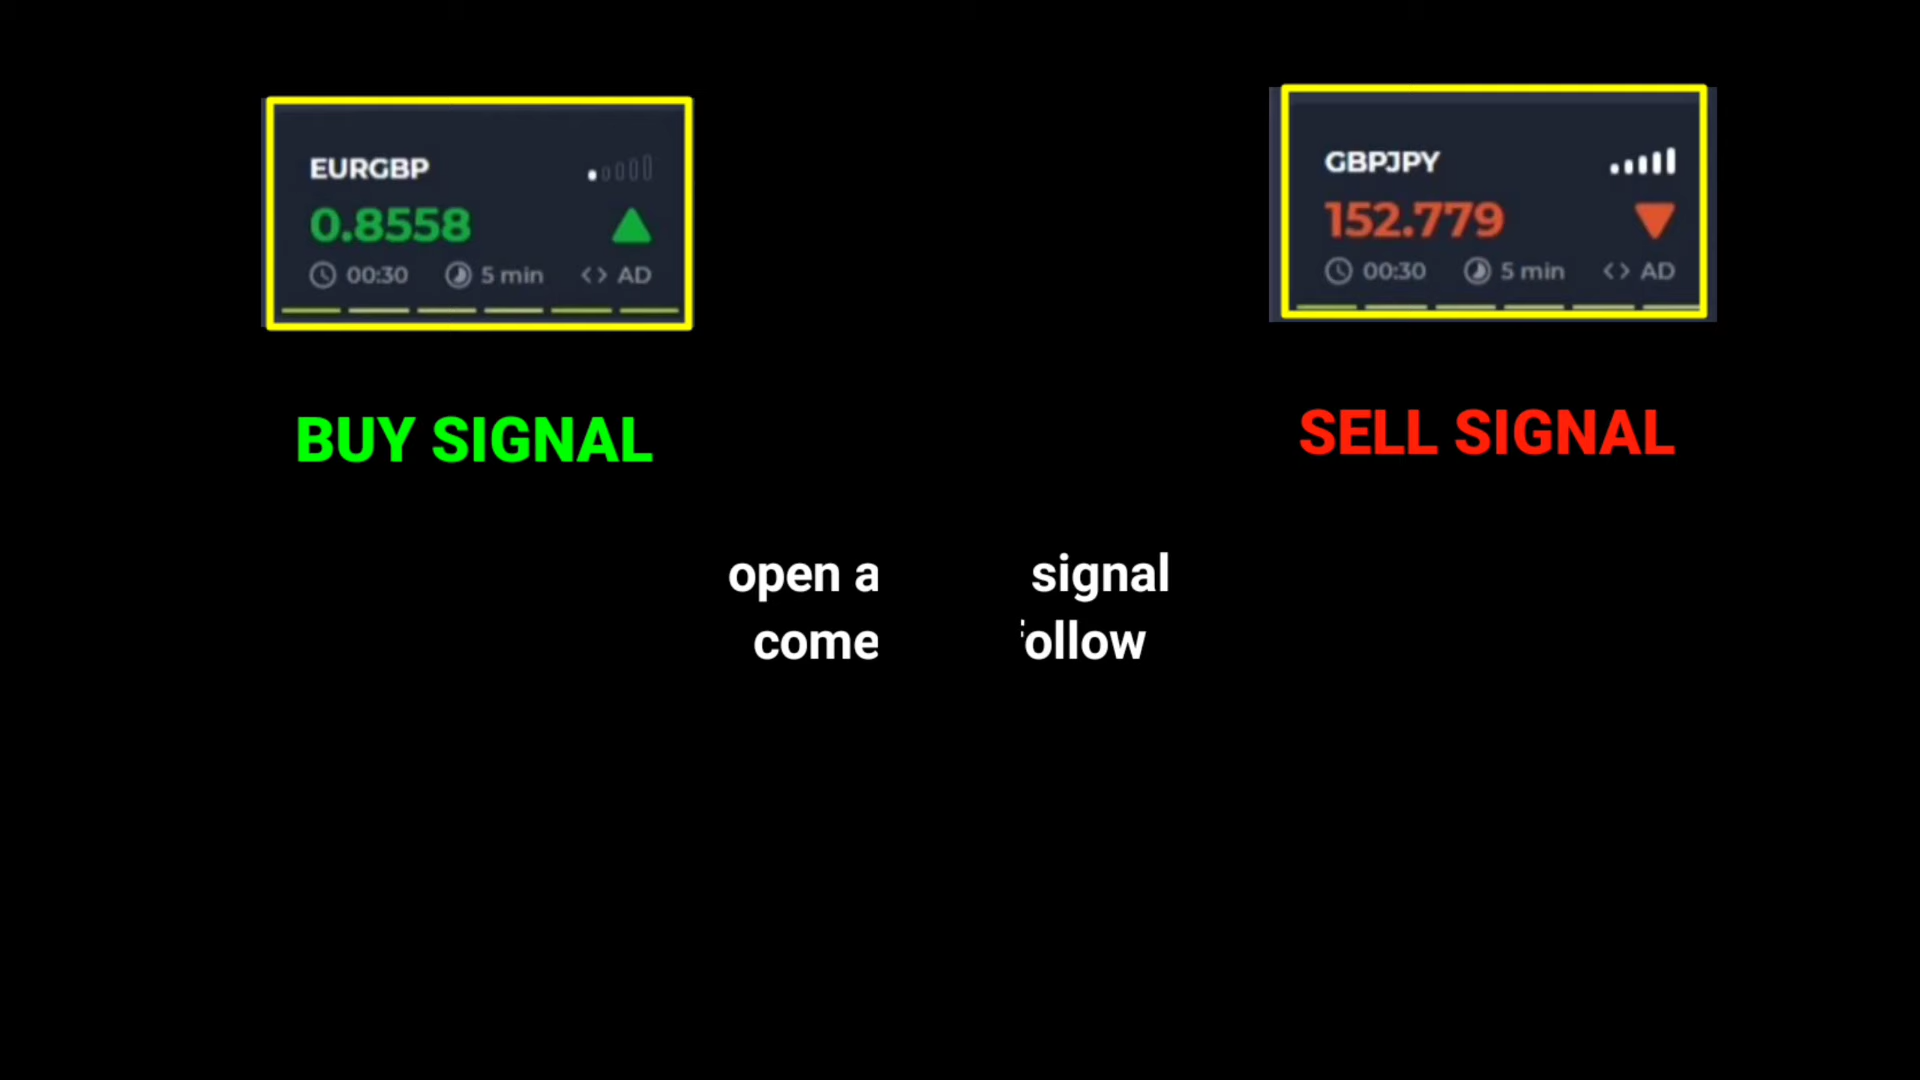 EURGBP
0.8558
00:30 5 min <> AD
BUY SIGNAL
GBPJPY
152.779
00:30 5 min <> AD
SELL SIGNAL
open a signal
come follow